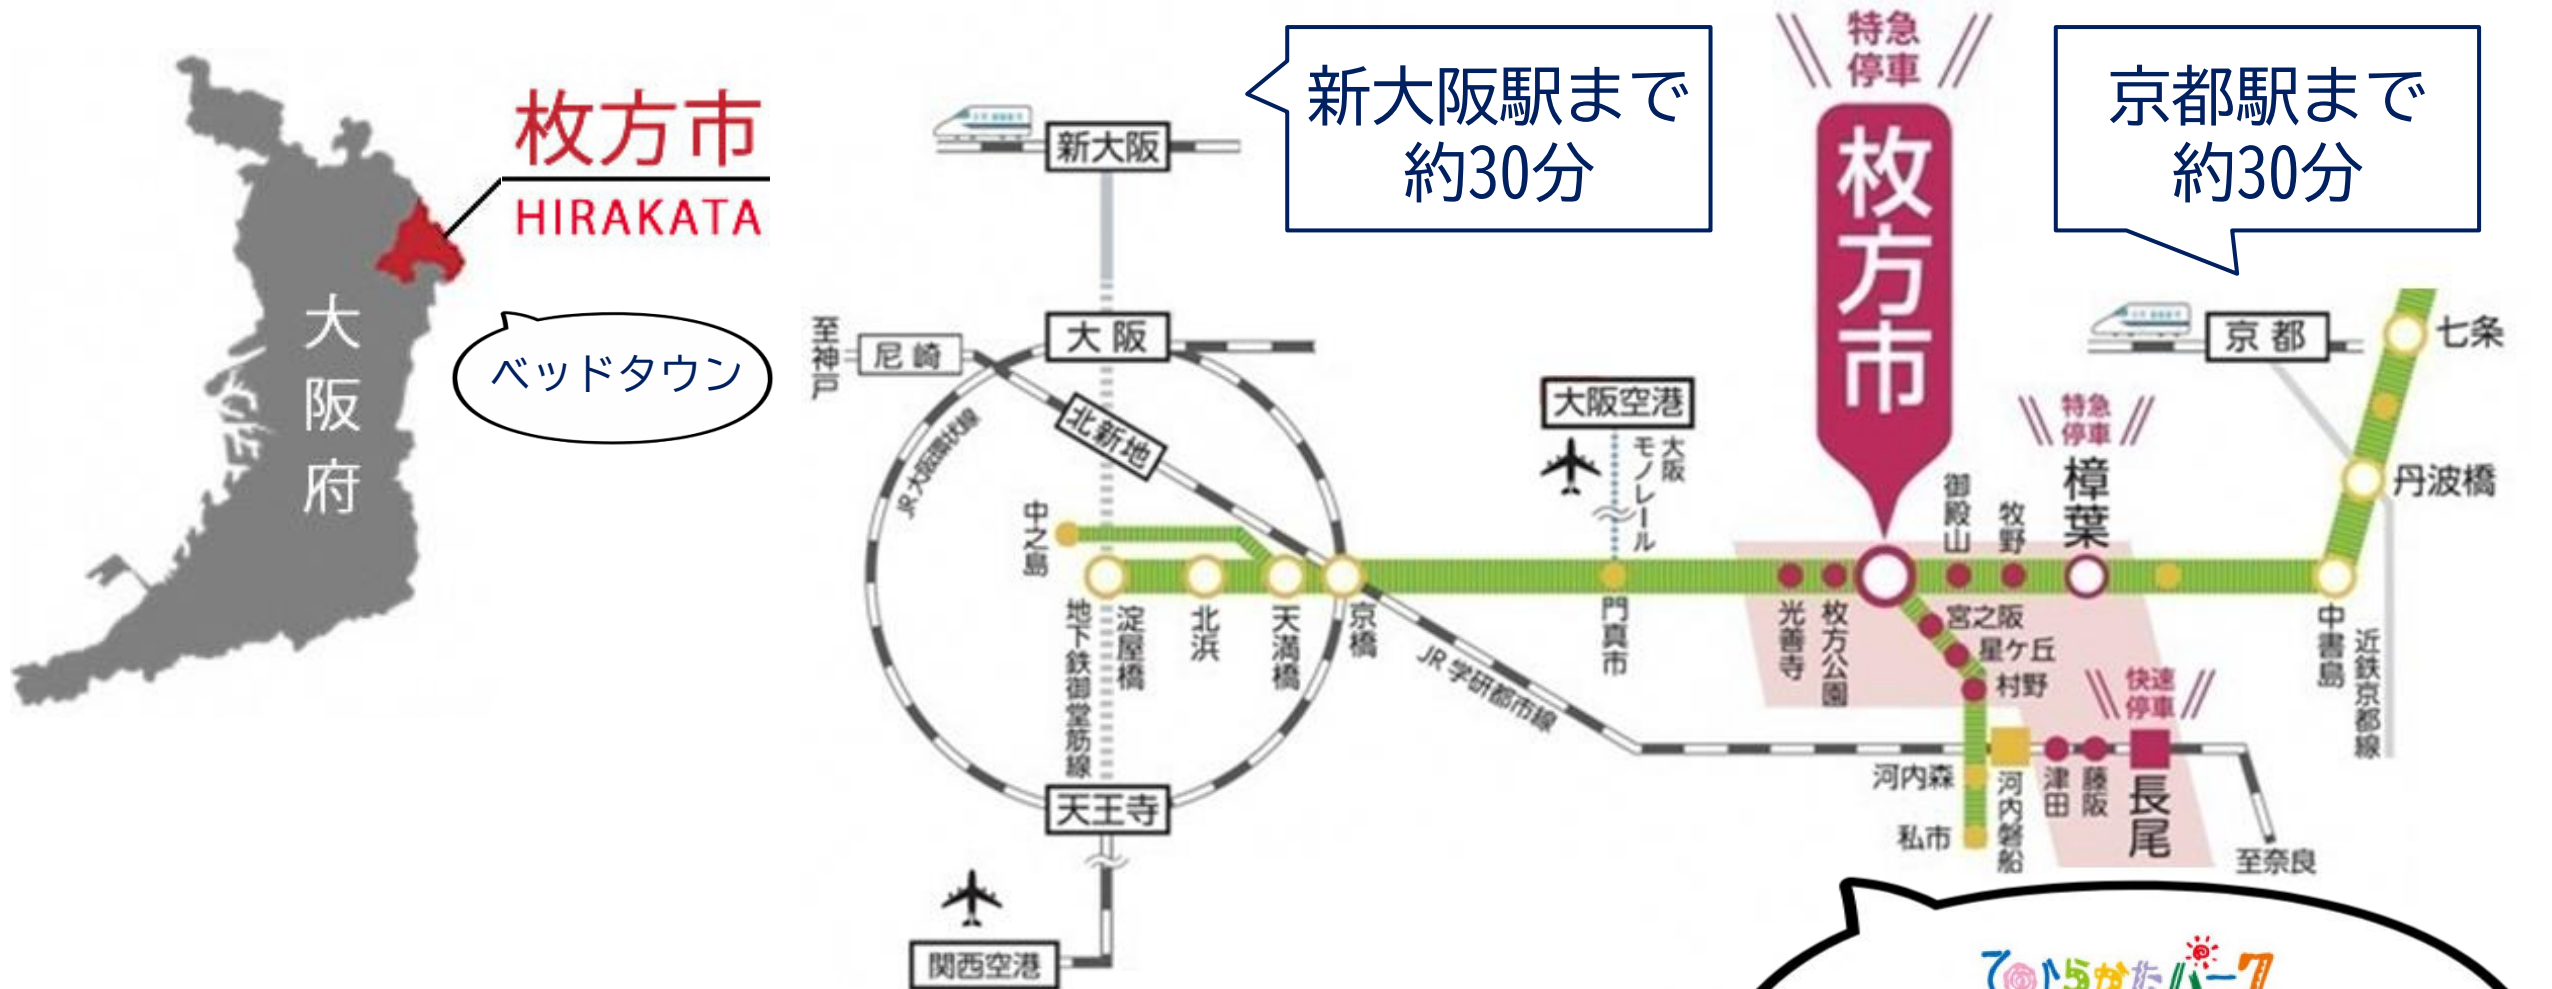 枚方市
HIRAKATA
大阪府
ベッドタウン
新大阪駅まで
約30分
特急
停車
枚方市
京都駅まで
約30分
新大阪
大阪
至神戸
尼崎
北新地
JR大阪環状線
中之島
地下鉄御堂筋線
淀屋橋
北浜
天満橋
京橋
天王寺
関西空港
大阪空港
大阪
モノレール
門真市
JR学研都市線
光善寺
枚方公園
御殿山
牧野
特急
停車
樟葉
宮之阪
星ケ丘
村野
河内森
私市
河内磐船
津田
藤阪
快速
停車
長尾
至奈良
京都
七条
丹波橋
中書島
近鉄京都線
ひらかたパーク